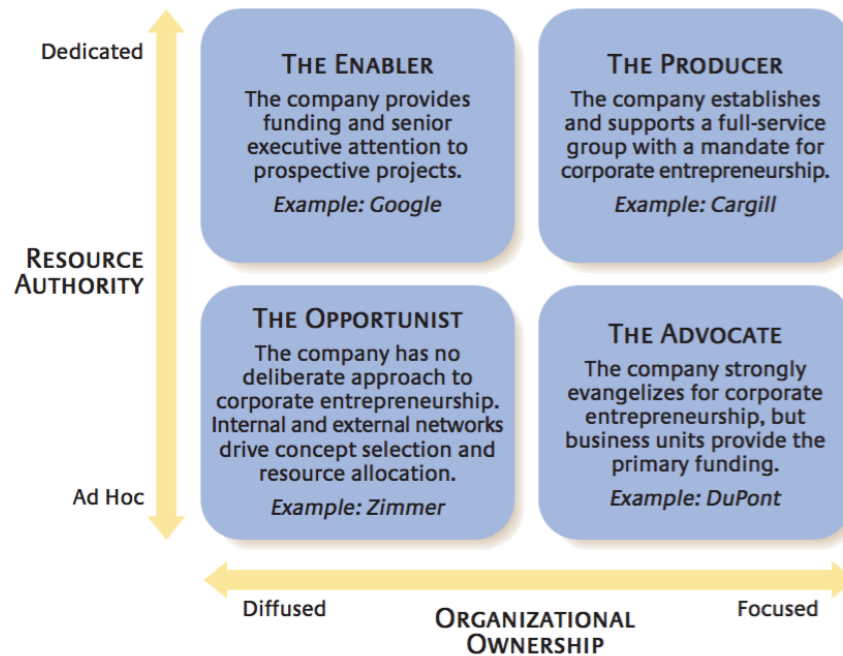 Dedicated
THE ENABLER
The company provides
funding and senior
executive attention to
prospective projects.
Example: Google
THE PRODUCER
The company establishes
and supports a full-service
group with a mandate for
corporate entrepreneurship.
Example: Cargill
RESOURCE
AUTHORITY
THE OPPORTUNIST
The company has no
deliberate approach to
corporate entrepreneurship.
Internal and external networks
drive concept selection and
resource allocation.
Example: Zimmer
THE ADVOCATE
The company strongly
evangelizes for corporate
entrepreneurship, but
business units provide the
primary funding.
Example: DuPont
Ad Hoc
Diffused
ORGANIZATIONAL
OWNERSHIP
Focused